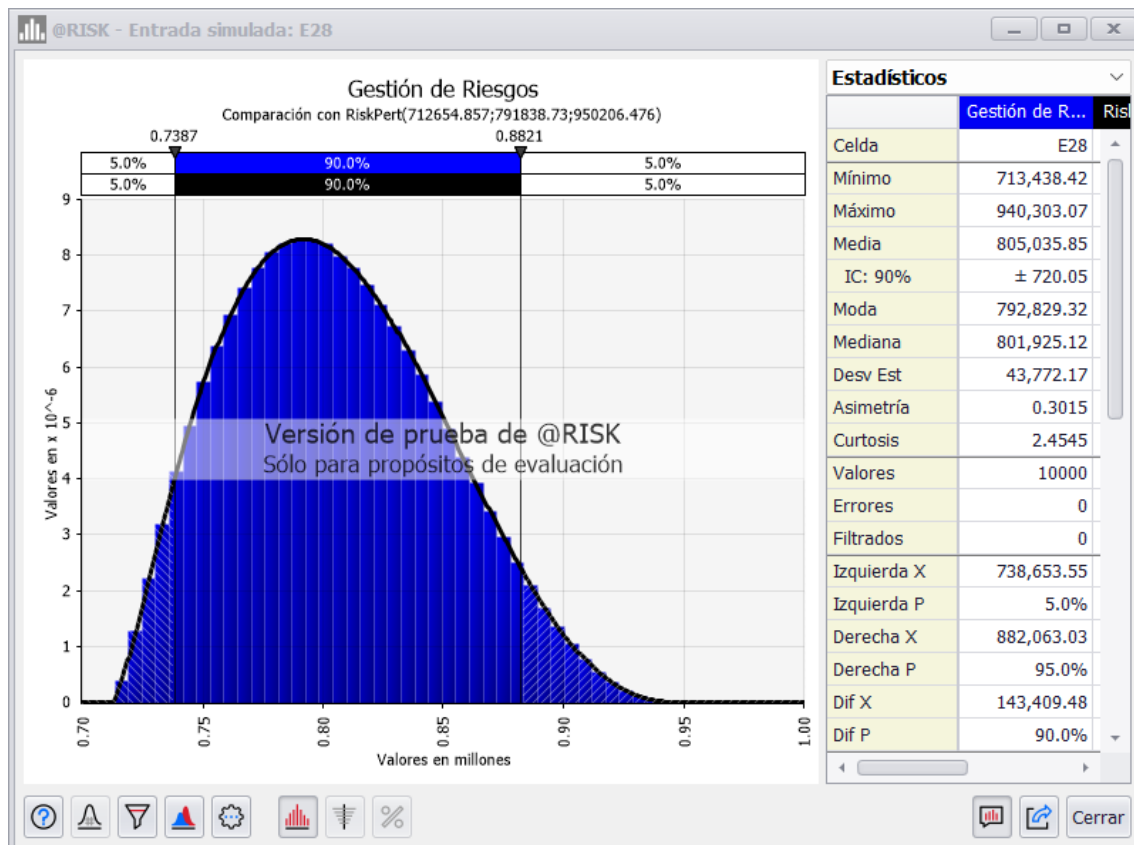 @RISK - Entrada simulada: E28
Gestión de Riesgos
Comparación con RiskPert(712654.857;791838.73;950206.476)
0.7387 0.8821
5.0% 90.0% 5.0%
5.0% 90.0% 5.0%
9
8
7
6
5
4
3
2
1
0
Valores en x 10^-6
Versión de prueba de @RISK
Sólo para propósitos de evaluación
0.70 0.75 0.80 0.85 0.90 0.95 1.00
Valores en millones
Estadísticos
Gestión de R... Risl
Celda E28
Mínimo 713,438.42
Máximo 940,303.07
Media 805,035.85
IC: 90% ± 720.05
Moda 792,829.32
Mediana 801,925.12
Desv Est 43,772.17
Asimetría 0.3015
Curtosis 2.4545
Valores 10000
Errores 0
Filtrados 0
Izquierda X 738,653.55
Izquierda P 5.0%
Derecha X 882,063.03
Derecha P 95.0%
Dif X 143,409.48
Dif P 90.0%
Cerrar